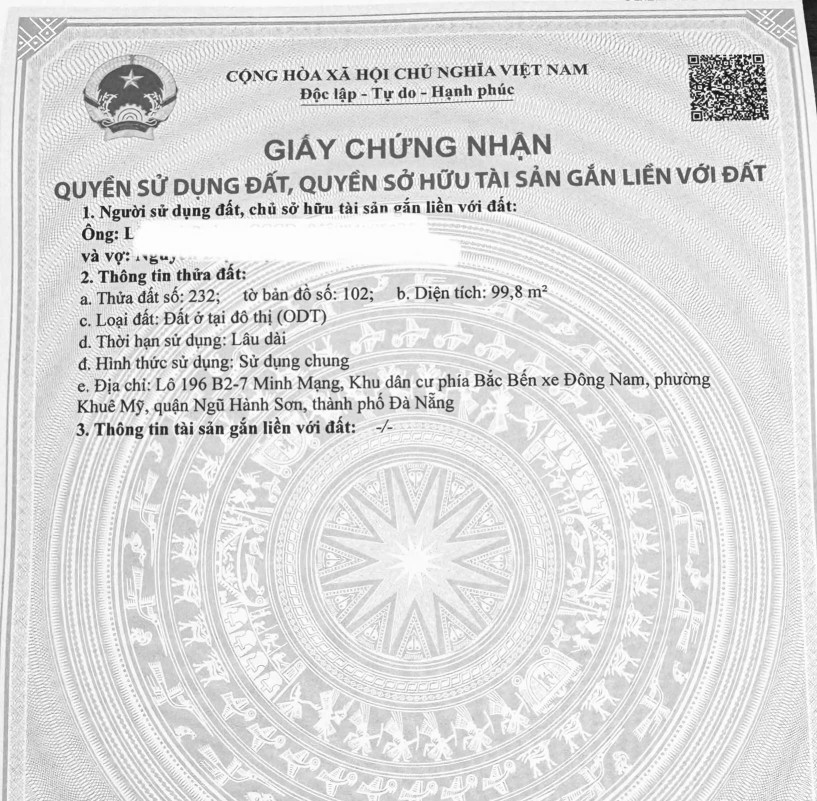 CỘNG HÒA XÃ HỘI CHỦ NGHĨA VIỆT NAM
Độc lập - Tự do - Hạnh phúc
GIẤY CHỨNG NHẬN
QUYỀN SỬ DỤNG ĐẤT, QUYỀN SỞ HỮU TÀI SẢN GẮN LIỀN VỚI ĐẤT
1. Người sử dụng đất, chủ sở hữu tài sản gắn liền với đất:
Ông: L
và vợ:
2. Thông tin thửa đất:
a. Thửa đất số: 232; tờ bản đồ số: 102; b. Diện tích: 99,8 m²
c. Loại đất: Đất ở tại đô thị (ODT)
d. Thời hạn sử dụng: Lâu dài
đ. Hình thức sử dụng: Sử dụng chung
e. Địa chỉ: Lô 196 B2-7 Minh Mạng, Khu dân cư phía Bắc Bến xe Đông Nam, phường
Khuê Mỹ, quận Ngũ Hành Sơn, thành phố Đà Nẵng
3. Thông tin tài sản gắn liền với đất: -/-